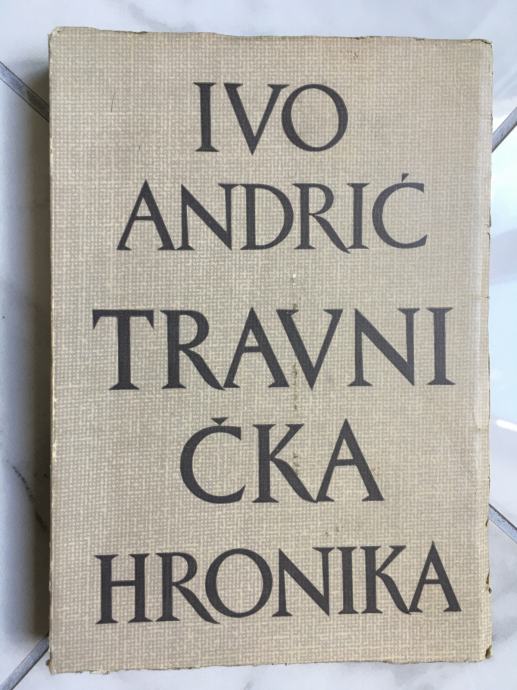 IVO
ANDRIĆ
TRAVNI
ČKA
HRONIKA